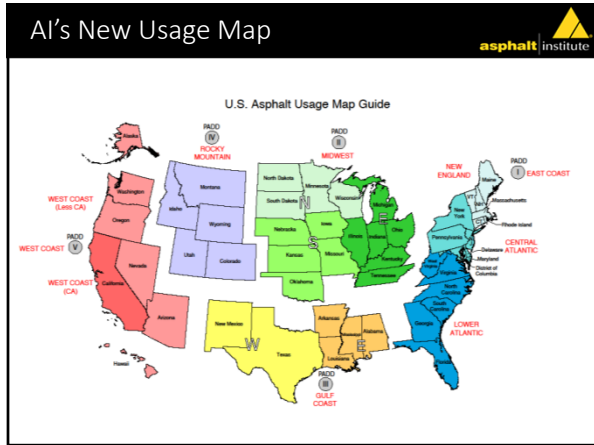 AI's New Usage Map
asphalt institute
U.S. Asphalt Usage Map Guide
PADD
IV
ROCKY
MOUNTAIN
PADD
II
MIDWEST
NEW
ENGLAND
PADD
I
EAST COAST
Alaska
WEST COAST
(Less CA)
Washington
Oregon
PADD
V
WEST COAST
WEST COAST
(CA)
California
Nevada
Arizona
Hawaii
Montana
Idaho
Wyoming
Utah
Colorado
North Dakota
Minnesota
South Dakota
N
Wisconsin
Michigan
Nebraska
Iowa
S
Kansas
Missouri
Oklahoma
Illinois
Indiana
Ohio
E
Kentucky
Tennessee
Maine
VT
NH
Massachusetts
New
York
Rhode Island
Pennsylvania
CENTRAL
ATLANTIC
Delaware
Maryland
District of
Columbia
Virginia
North
Carolina
South
Carolina
Georgia
Florida
LOWER
ATLANTIC
New Mexico
Texas
W
Arkansas
Mississippi
Alabama
Louisiana
E
PADD
III
GULF
COAST